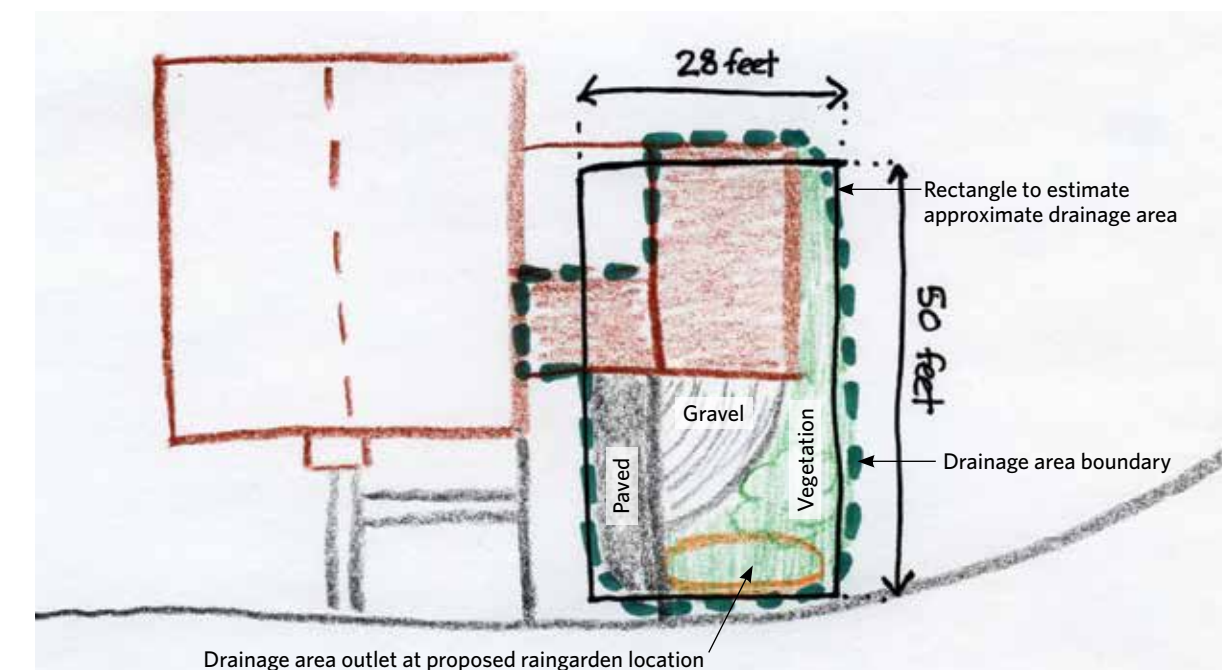 28 feet
Rectangle to estimate
approximate drainage area
50 feet
Gravel
Paved
Vegetation
Drainage area boundary
Drainage area outlet at proposed raingarden location